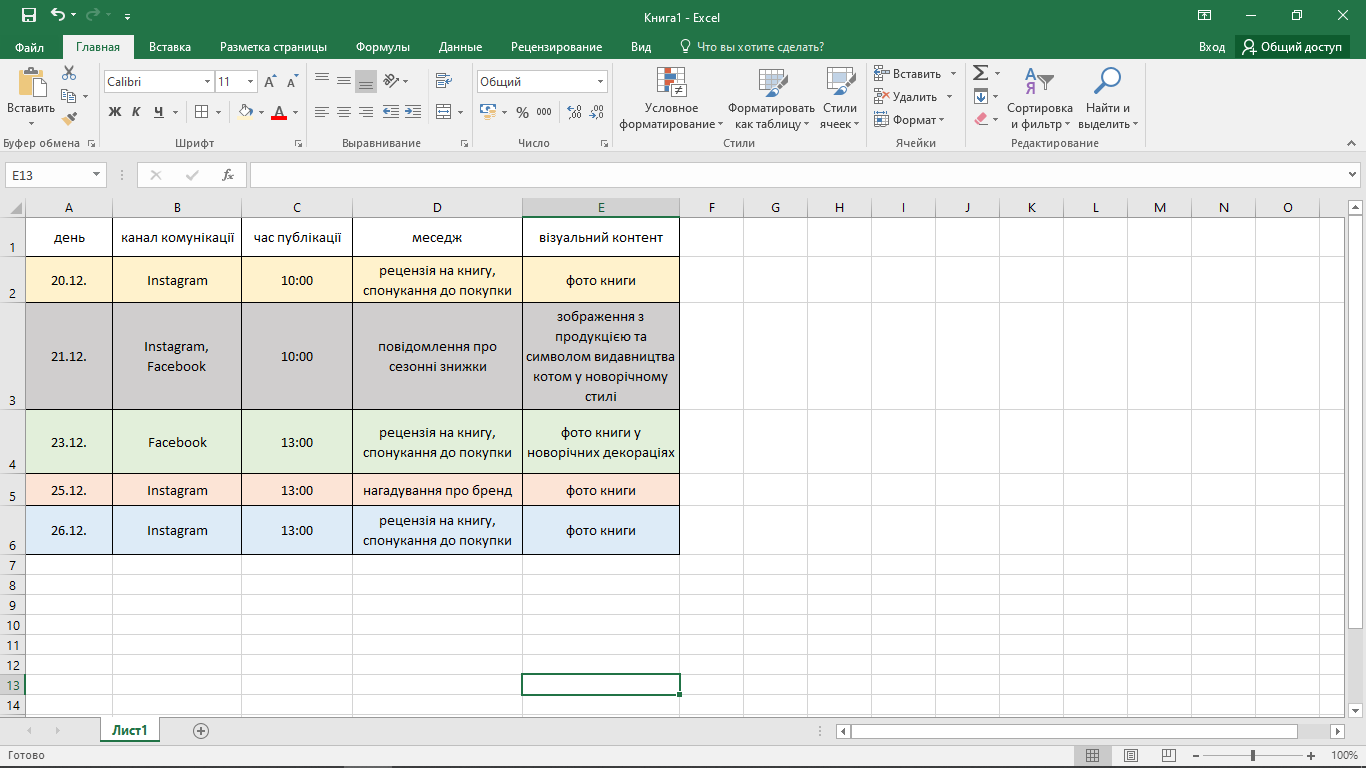 Книга1 - Excel
Файл Главная Вставка Разметка страницы Формулы Данные Рецензирование Вид Что вы хотите сделать? Вход Общий доступ
Вставить
Буфер обмена
Calibri 11
Ж К Ч А
Шрифт
Выравнивание
Общий
% 000
Число
Условное
форматирование
Форматировать
как таблицу
Стили
ячеек
Стили
Вставить
Удалить
Формат
Ячейки
Сортировка
и фильтр
Найти и
выделить
Редактирование
E13 fx
A B C D E F G H I J K L M N O
1 день канал комунікації час публікації меседж візуальний контент
2 20.12. Instagram 10:00 рецензія на книгу,
спонукання до покупки фото книги
3 21.12. Instagram,
Facebook 10:00 повідомлення про
сезонні знижки зображення з
продукцією та
символом видавництва
котом у новорічному
стилі
4 23.12. Facebook 13:00 рецензія на книгу,
спонукання до покупки фото книги у
новорічних декораціях
5 25.12. Instagram 13:00 нагадування про бренд фото книги
6 26.12. Instagram 13:00 рецензія на книгу,
спонукання до покупки фото книги
7
8
9
10
11
12
13
14
Лист1
Готово 100%